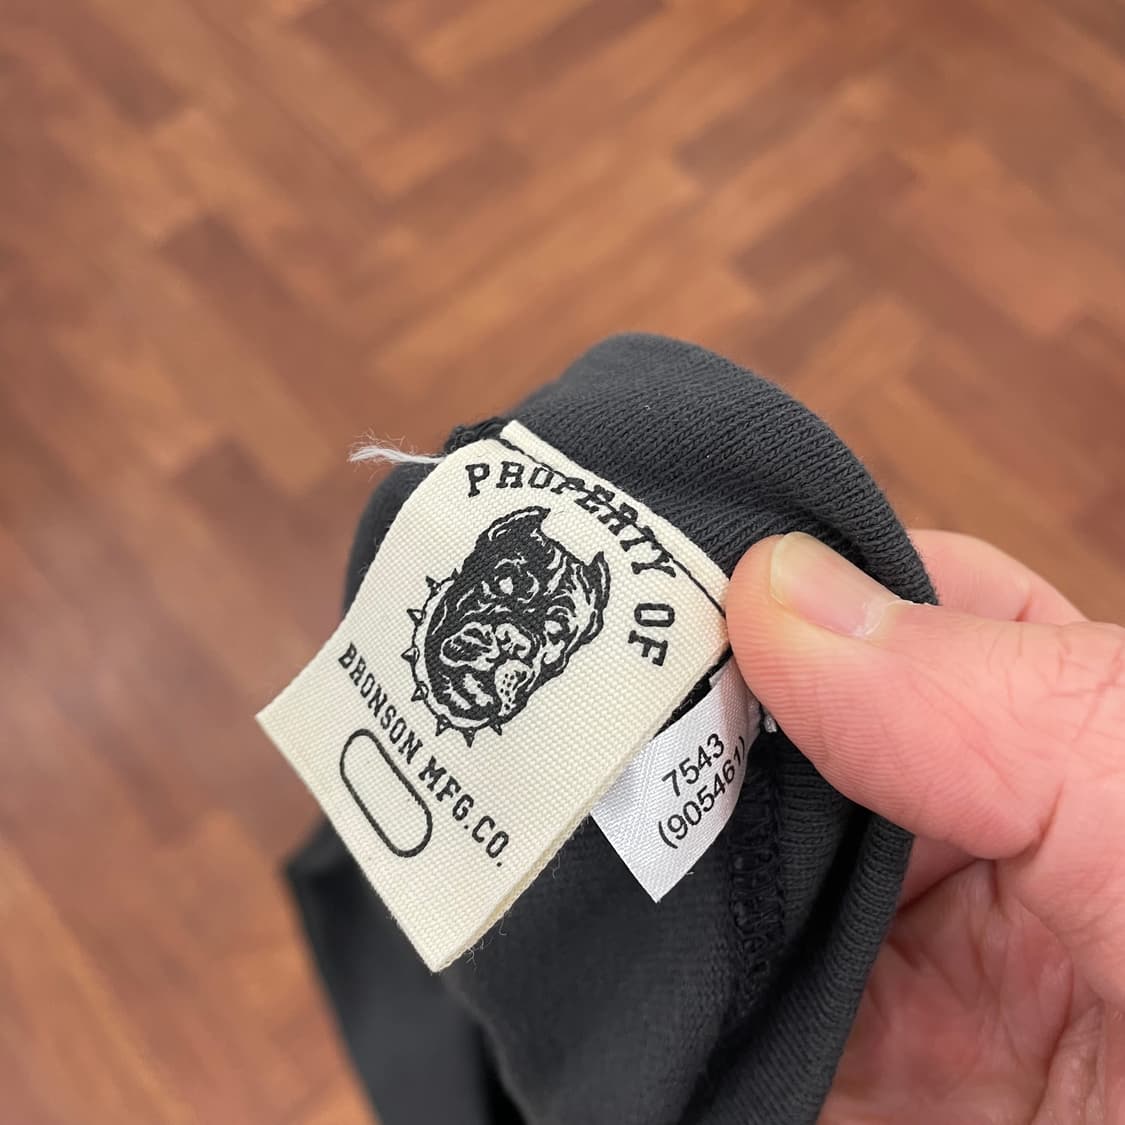 PROPERTY OF
BRONSON MFG.CO.
7543
(905461)